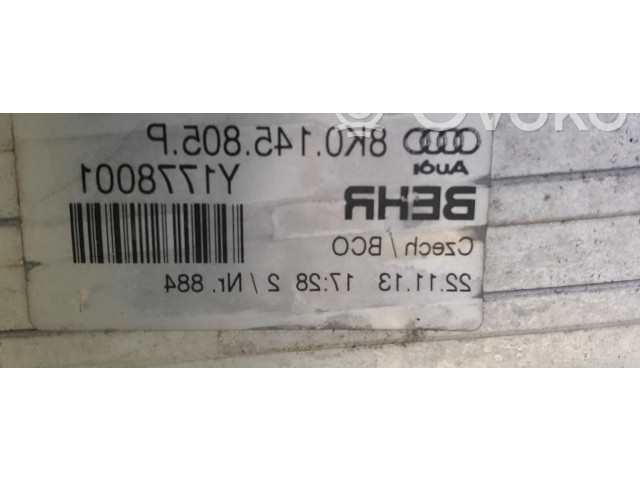 8K0.145.805.P
Audi
Y1778001
BEHR
Czech / BCO
22.11.13 17:28 2 / Nr. 884